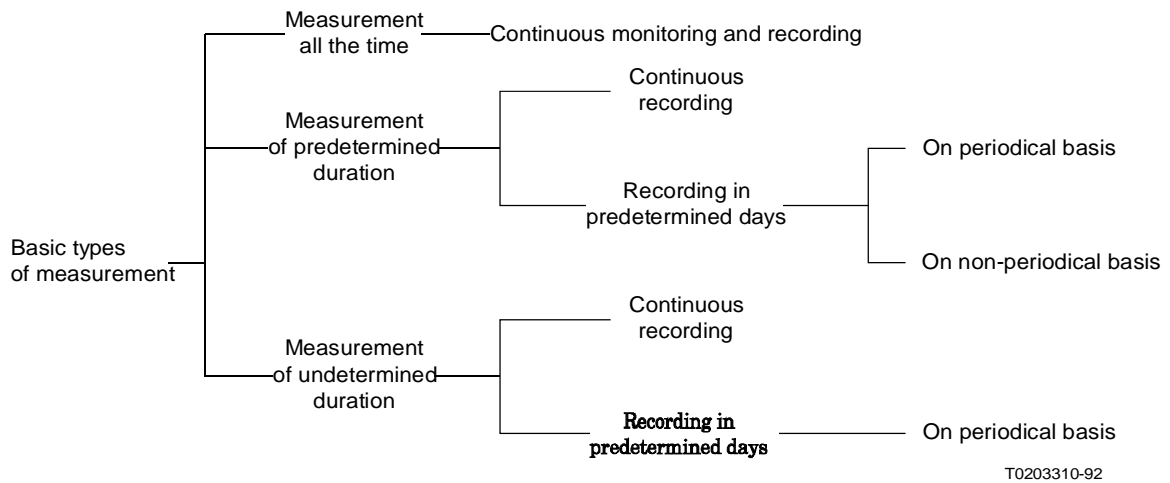 Measurement
all the time
Continuous monitoring and recording
Continuous
recording
Measurement
of predetermined
duration
On periodical basis
Recording in
predetermined days
Basic types
of measurement
On non-periodical basis
Continuous
recording
Measurement
of undetermined
duration
Recording in
predetermined days
On periodical basis
T0203310-92